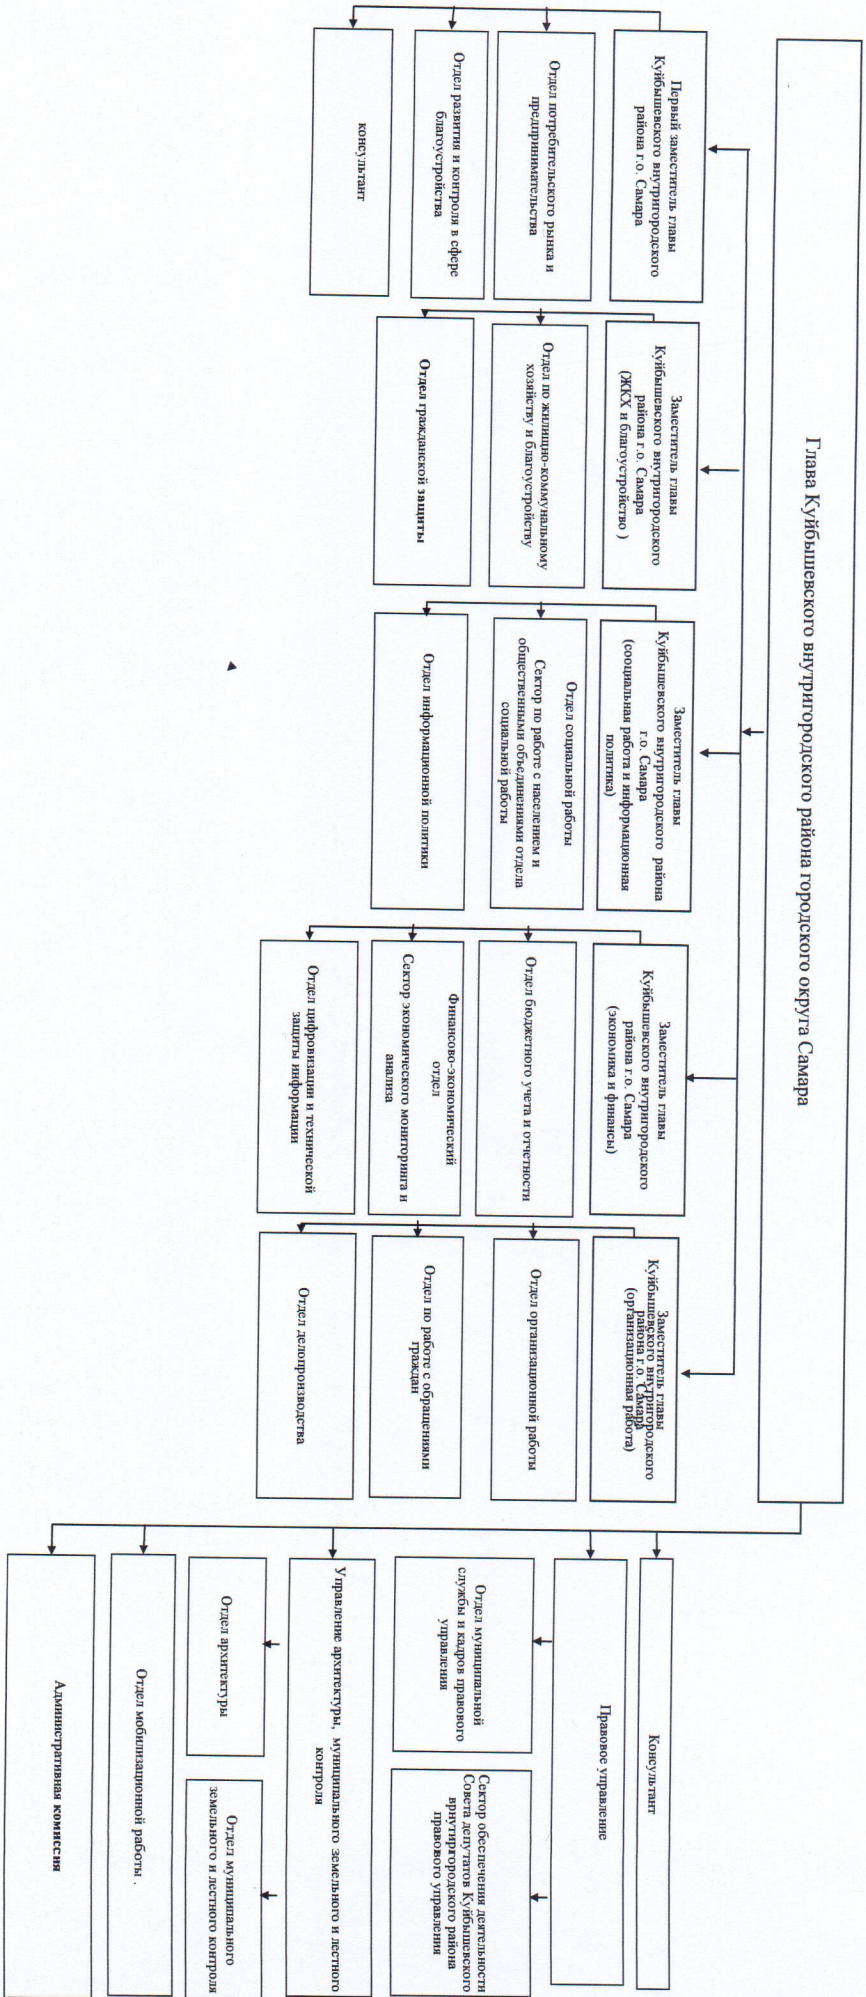 Глава Куйбышевского внутригородского района городского округа Самара
Первый заместитель главы
Куйбышевского внутригородского
района г.о. Самара
Отдел потребительского рынка и
предпринимательства
Отдел развития и контроля в сфере
благоустройства
консультант
Заместитель главы
Куйбышевского внутригородского
района г.о. Самара
(ЖКХ и благоустройство )
Отдел по жилищно-коммунальному
хозяйству и благоустройству
Отдел гражданской защиты
Заместитель главы
Куйбышевского внутригородского района
г.о. Самара
(сооциальная работа и информационная
политика)
Отдел социальной работы
Сектор по работе с населением и
общественными объединениями отдела
социальной работы
Отдел информационной политики
Заместитель главы
Куйбышевского внутригородского
района г.о. Самара
(экономика и финансы)
Отдел бюджетного учета и отчетности
Финансово-экономический
отдел
Сектор экономического мониторинга и
анализа
Отдел цифровизации и технической
защиты информации
Заместитель главы
Куйбышевского внутригородского
района г.о. Самара
(организационная работа)
Отдел организационной работы
Отдел по работе с обращениями
граждан
Отдел делопроизводства
Консультант
Правовое управление
Отдел муниципальной
службы и кадров правового
управления
Сектор обеспечения деятельности
Совета депутатов Куйбышевского
врнутиргородского района
правового управления
Управление архитектуры, муниципального земельного и лестного
контроля
Отдел архитектуры
Отдел муниципального
земельного и лестного контроля
Отдел мобилизационной работы .
Административная комиссия